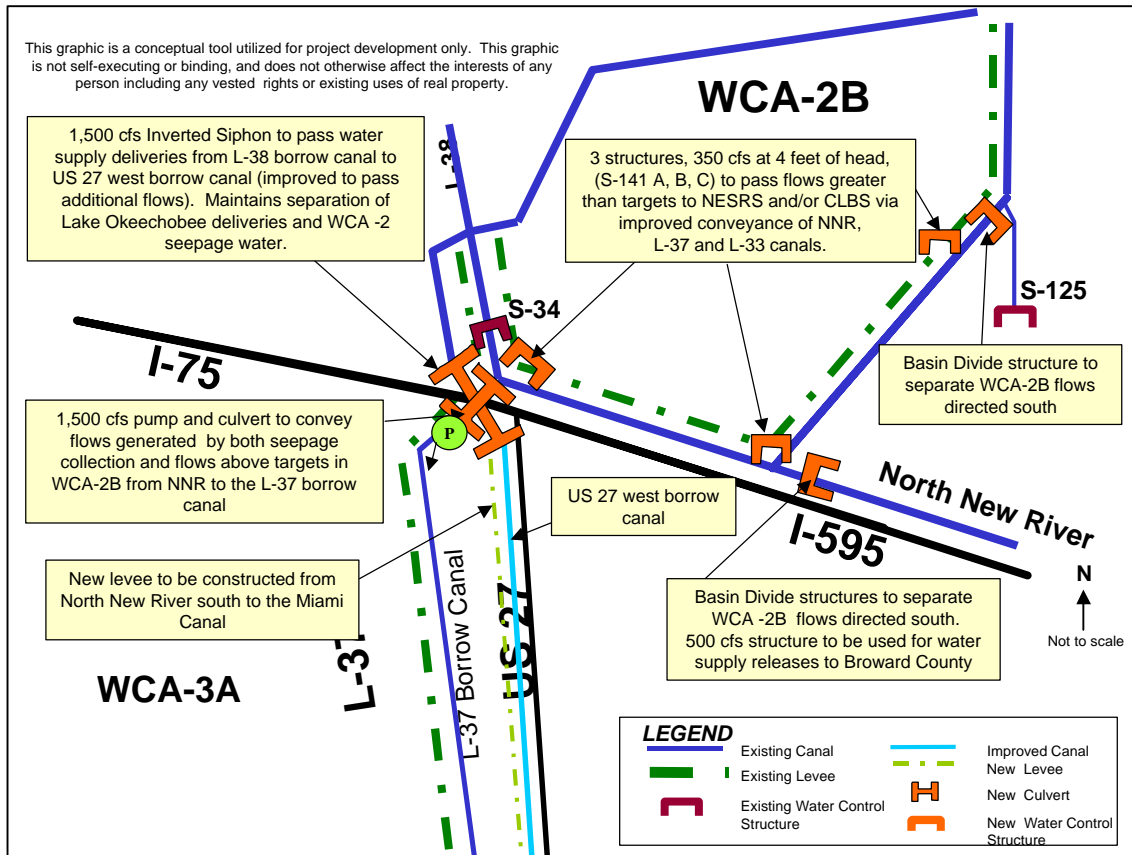 This graphic is a conceptual tool utilized for project development only. This graphic
is not self-executing or binding, and does not otherwise affect the interests of any
person including any vested rights or existing uses of real property.
WCA-2B
1,500 cfs Inverted Siphon to pass water
supply deliveries from L-38 borrow canal to
US 27 west borrow canal (improved to pass
additional flows). Maintains separation of
Lake Okeechobee deliveries and WCA -2
seepage water.
L-38
3 structures, 350 cfs at 4 feet of head,
(S-141 A, B, C) to pass flows greater
than targets to NESRS and/or CLBS via
improved conveyance of NNR,
L-37 and L-33 canals.
S-34
S-125
I-75
Basin Divide structure to
separate WCA-2B flows
directed south
1,500 cfs pump and culvert to convey
flows generated by both seepage
collection and flows above targets in
WCA-2B from NNR to the L-37 borrow
canal
P
US 27 west borrow
canal
North New River
I-595
New levee to be constructed from
North New River south to the Miami
Canal
Basin Divide structures to separate
WCA -2B flows directed south.
500 cfs structure to be used for water
supply releases to Broward County
N
Not to scale
WCA-3A
L-37
L-37 Borrow Canal
US 27
LEGEND
Existing Canal
Existing Levee
Existing Water Control
Structure
Improved Canal
New Levee
New Culvert
New Water Control
Structure